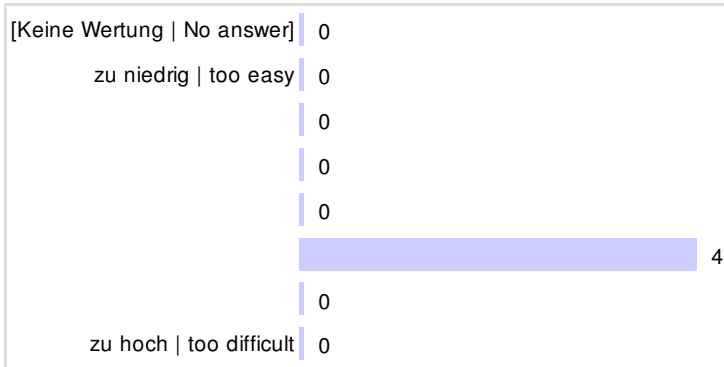 [Keine Wertung | No answer] 0
zu niedrig | too easy 0
0
0
0
4
0
zu hoch | too difficult 0